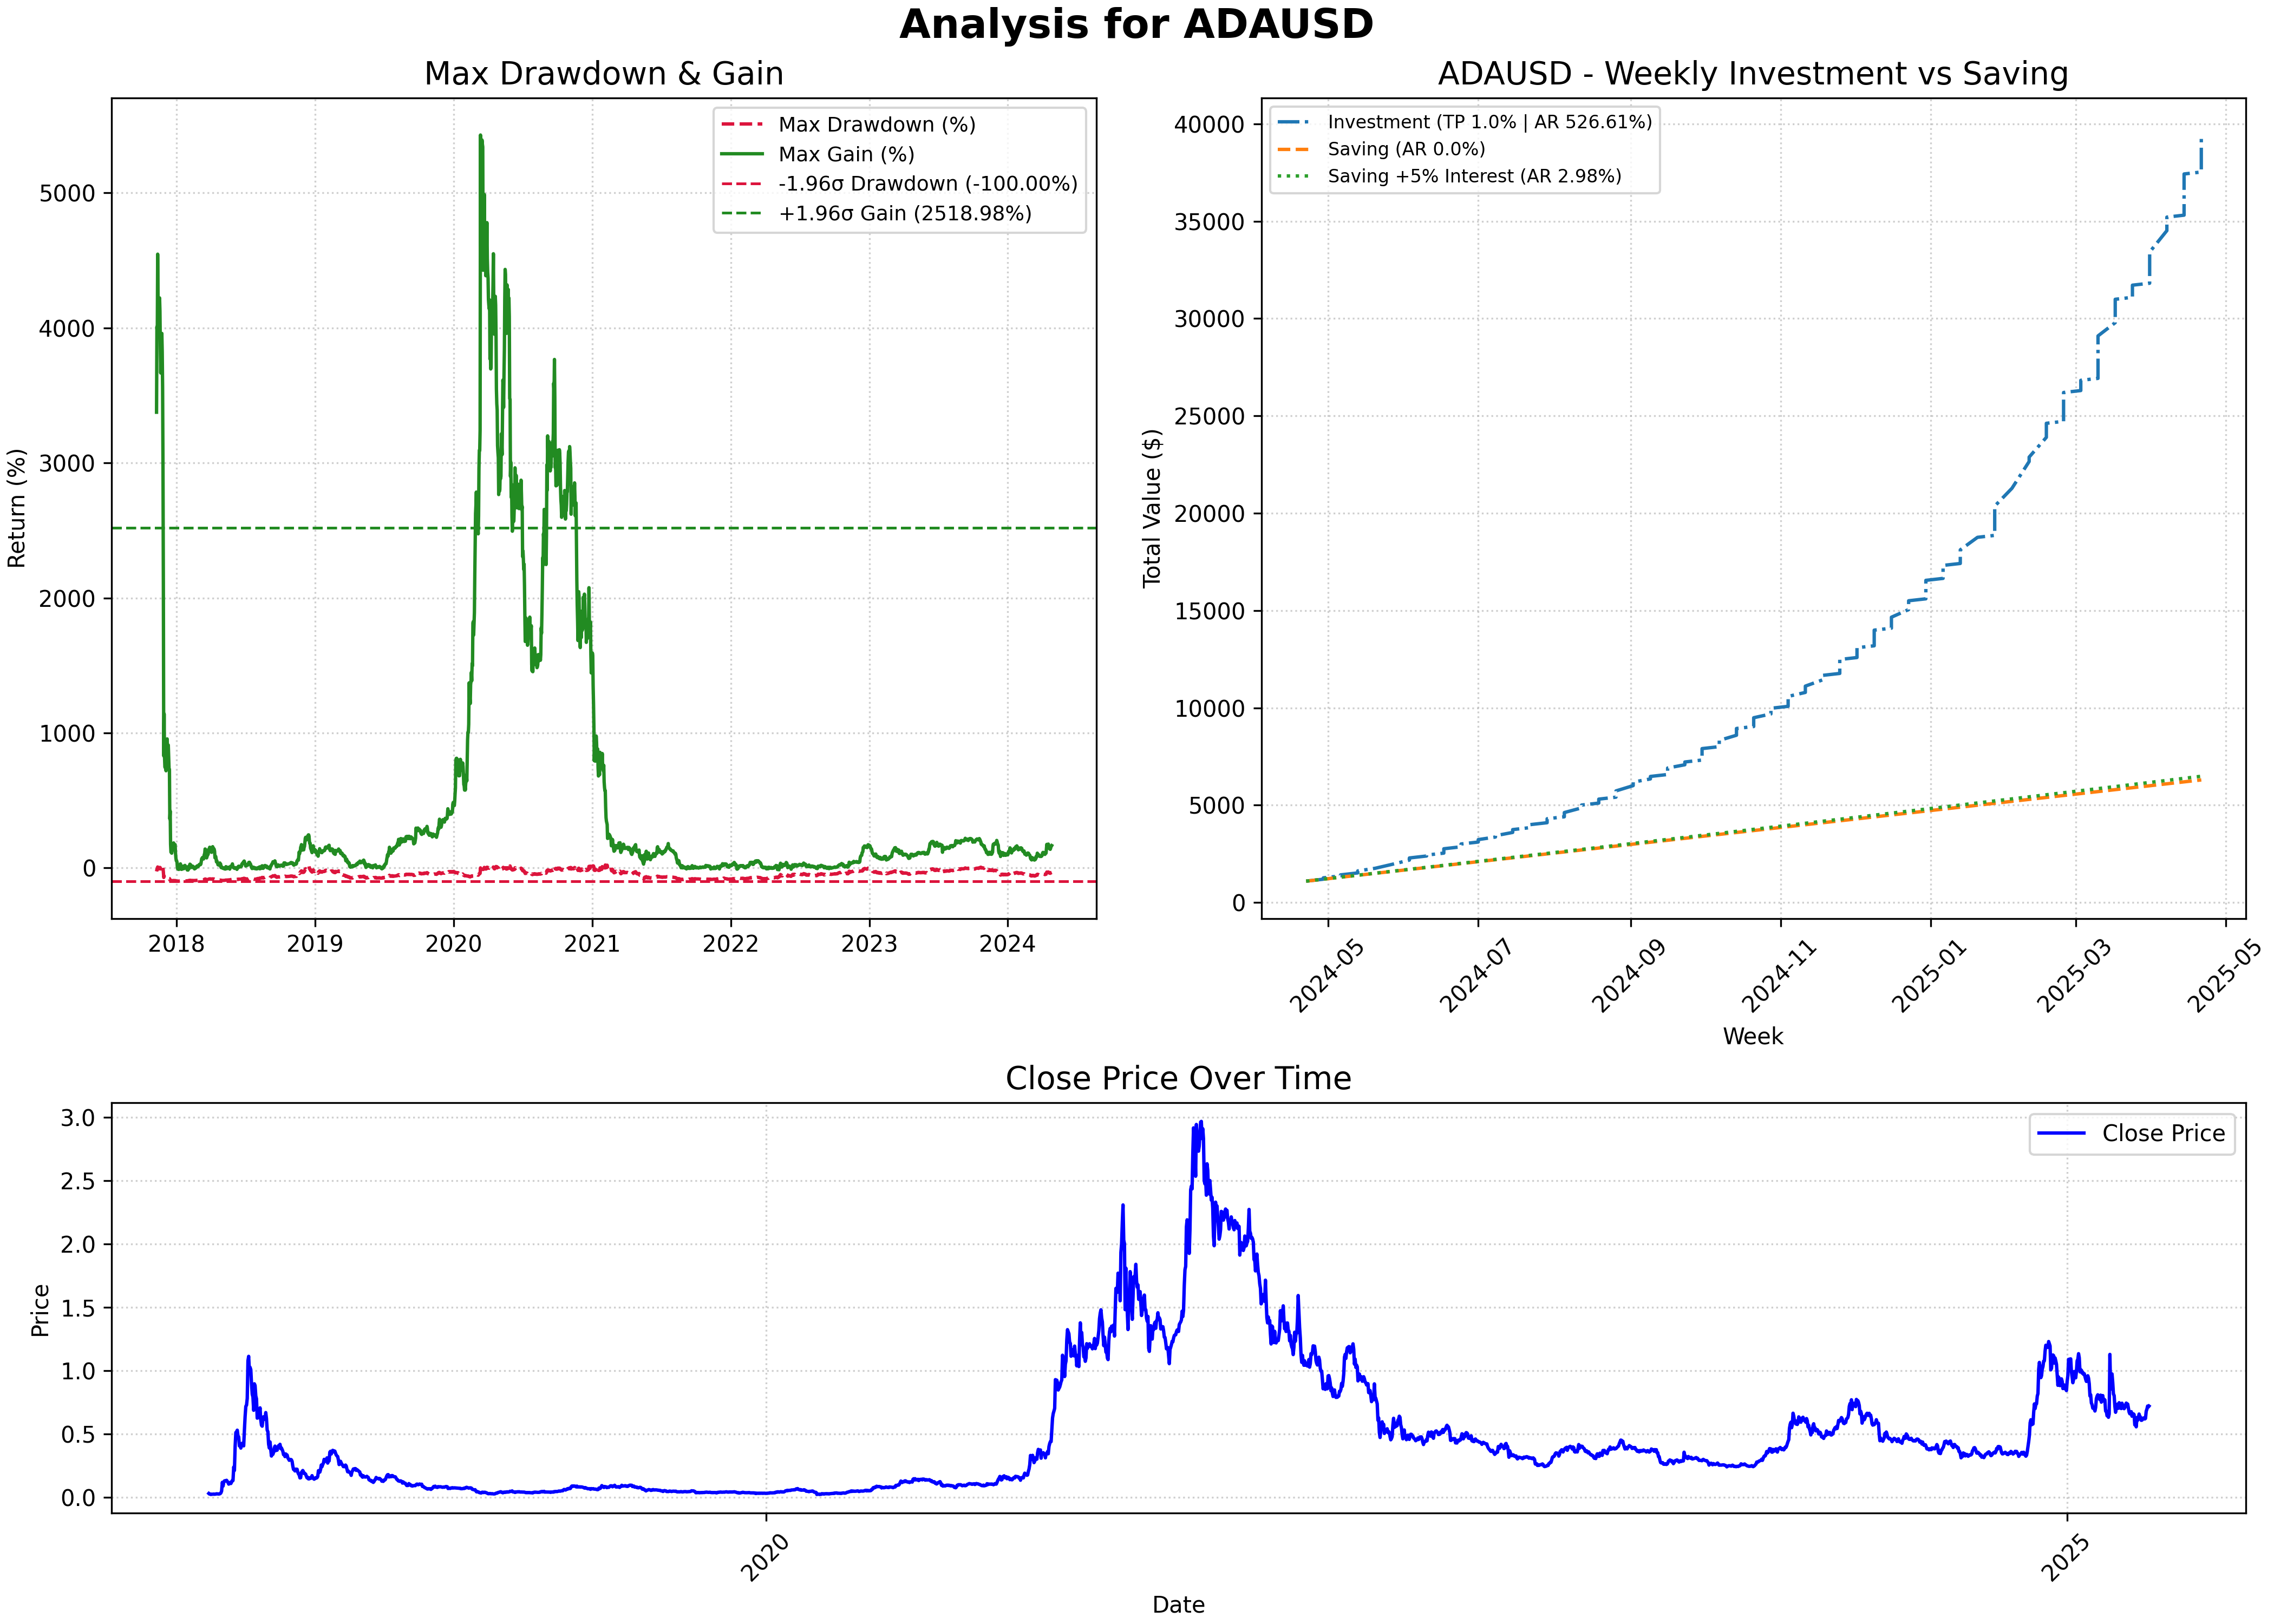 Analysis for ADAUSD
Max Drawdown & Gain
Return (%)
5000
4000
3000
2000
1000
0
Max Drawdown (%)
Max Gain (%)
-1.96σ Drawdown (-100.00%)
+1.96σ Gain (2518.98%)
2018 2019 2020 2021 2022 2023 2024
ADAUSD - Weekly Investment vs Saving
Total Value ($)
40000
35000
30000
25000
20000
15000
10000
5000
0
Investment (TP 1.0% | AR 526.61%)
Saving (AR 0.0%)
Saving +5% Interest (AR 2.98%)
2024-05 2024-07 2024-09 2024-11 2025-01 2025-03 2025-05
Week
Close Price Over Time
Price
3.0
2.5
2.0
1.5
1.0
0.5
0.0
Close Price
2020 2025
Date